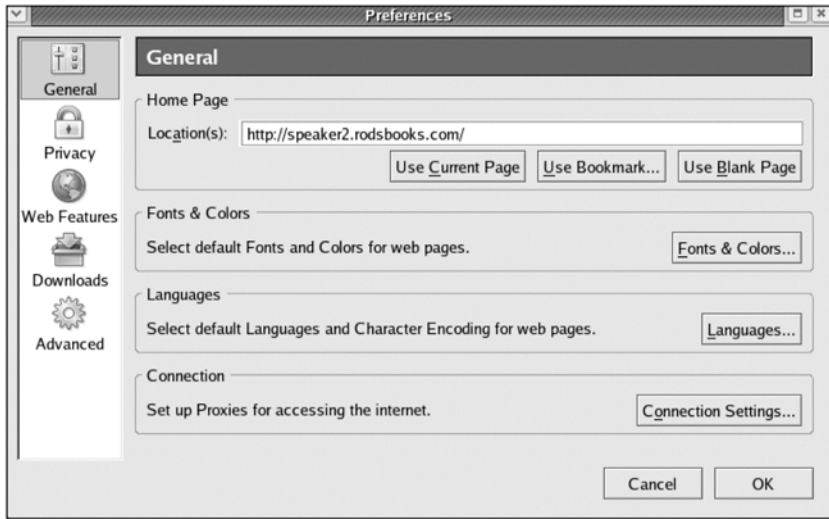 Preferences
General
Privacy
Web Features
Downloads
Advanced
General
Home Page
Location(s): http://speaker2.rodsbooks.com/
Use Current Page Use Bookmark... Use Blank Page
Fonts & Colors
Select default Fonts and Colors for web pages. Fonts & Colors...
Languages
Select default Languages and Character Encoding for web pages. Languages...
Connection
Set up Proxies for accessing the internet. Connection Settings...
Cancel OK